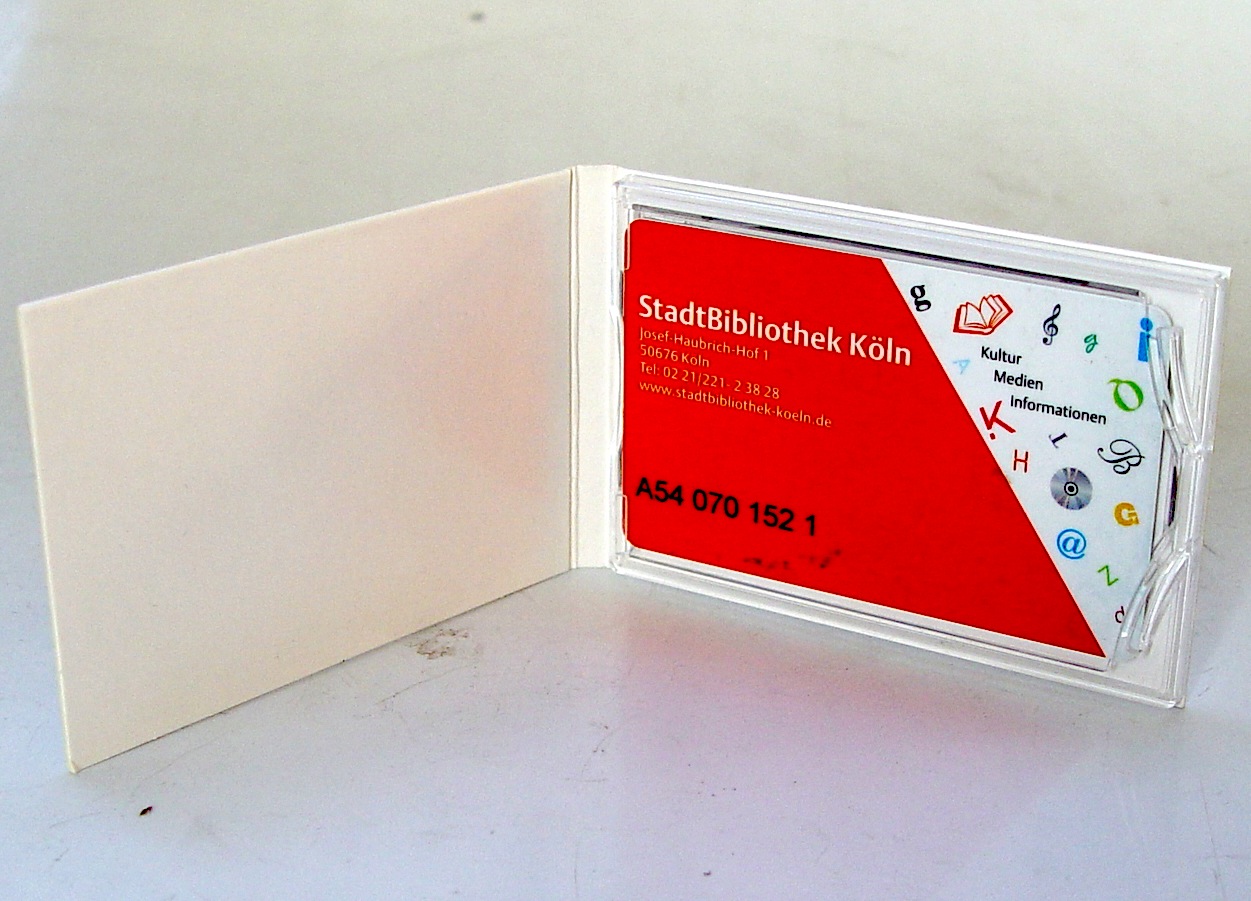 StadtBibliothek Köln
Josef-Haubrich-Hof 1
50676 Köln
Tel: 02 21/221- 2 38 28
www.stadtbibliothek-koeln.de
A54 070 152 1
g
g
i
A
Kultur
Medien
Informationen
O
K
T
B
H
G
@
Z
d